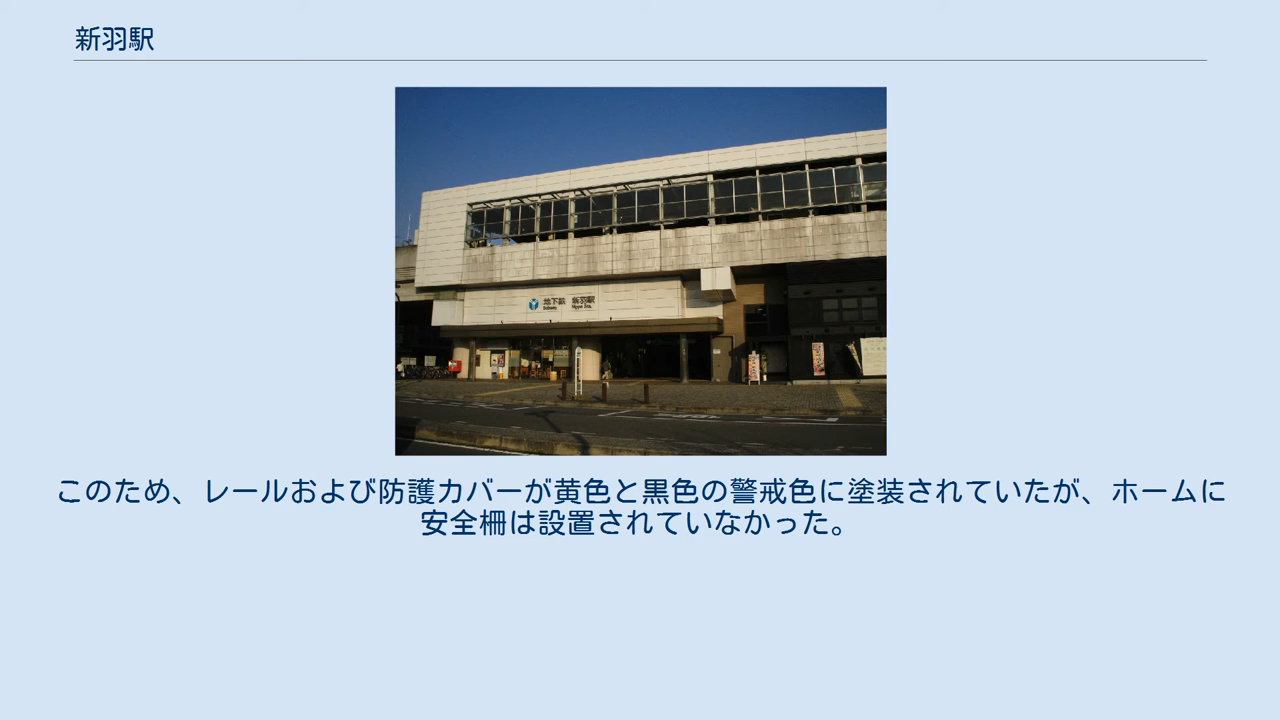 新羽駅
地下鉄 新羽駅
Subway Nippa Sta.
このため、レールおよび防護カバーが黄色と黒色の警戒色に塗装されていたが、ホームに
安全柵は設置されていなかった。